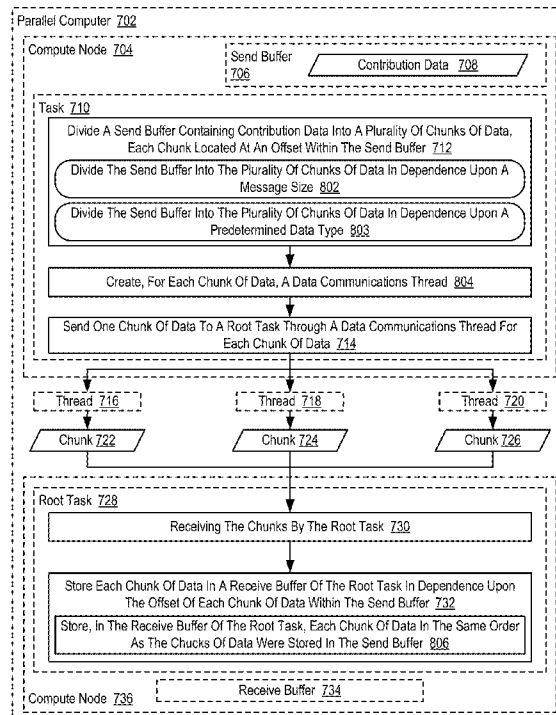 Parallel Computer 702
Compute Node 704
Send Buffer
706
Contribution Data 708
Task 710
Divide A Send Buffer Containing Contribution Data Into A Plurality Of Chunks Of Data,
Each Chunk Located At An Offset Within The Send Buffer 712
Divide The Send Buffer Into The Plurality Of Chunks Of Data In Dependence Upon A
Message Size 802
Divide The Send Buffer Into The Plurality Of Chunks Of Data In Dependence Upon A
Predetermined Data Type 803
Create, For Each Chunk Of Data, A Data Communications Thread 804
Send One Chunk Of Data To A Root Task Through A Data Communications Thread For
Each Chunk Of Data 714
Thread 716
Thread 718
Thread 720
Chunk 722
Chunk 724
Chunk 726
Root Task 728
Receiving The Chunks By The Root Task 730
Store Each Chunk Of Data In A Receive Buffer Of The Root Task In Dependence Upon
The Offset Of Each Chunk Of Data Within The Send Buffer 732
Store, In The Receive Buffer Of The Root Task, Each Chunk Of Data In The Same Order
As The Chucks Of Data Were Stored In The Send Buffer 806
Receive Buffer 734
Compute Node 736